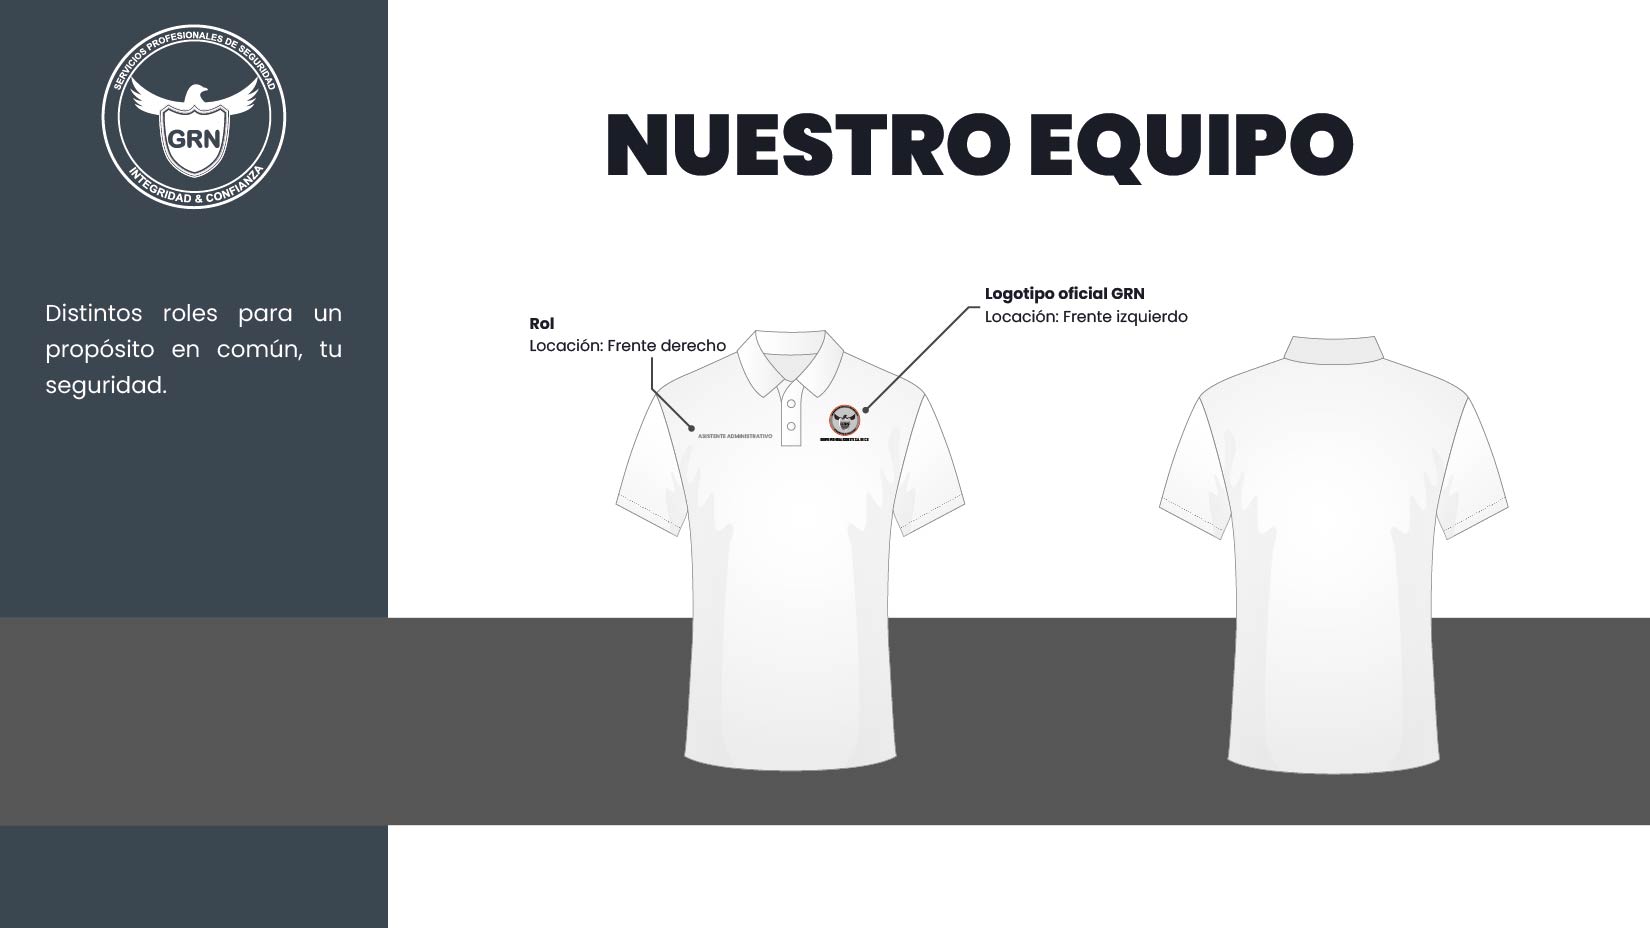 SERVICIOS PROFESIONALES DE SEGURIDAD
GRN
INTEGRIDAD & CONFIANZA
Distintos roles para un
propósito en común, tu
seguridad.
NUESTRO EQUIPO
Rol
Locación: Frente derecho
Logotipo oficial GRN
Locación: Frente izquierdo
ASISTENTE ADMINISTRATIVO